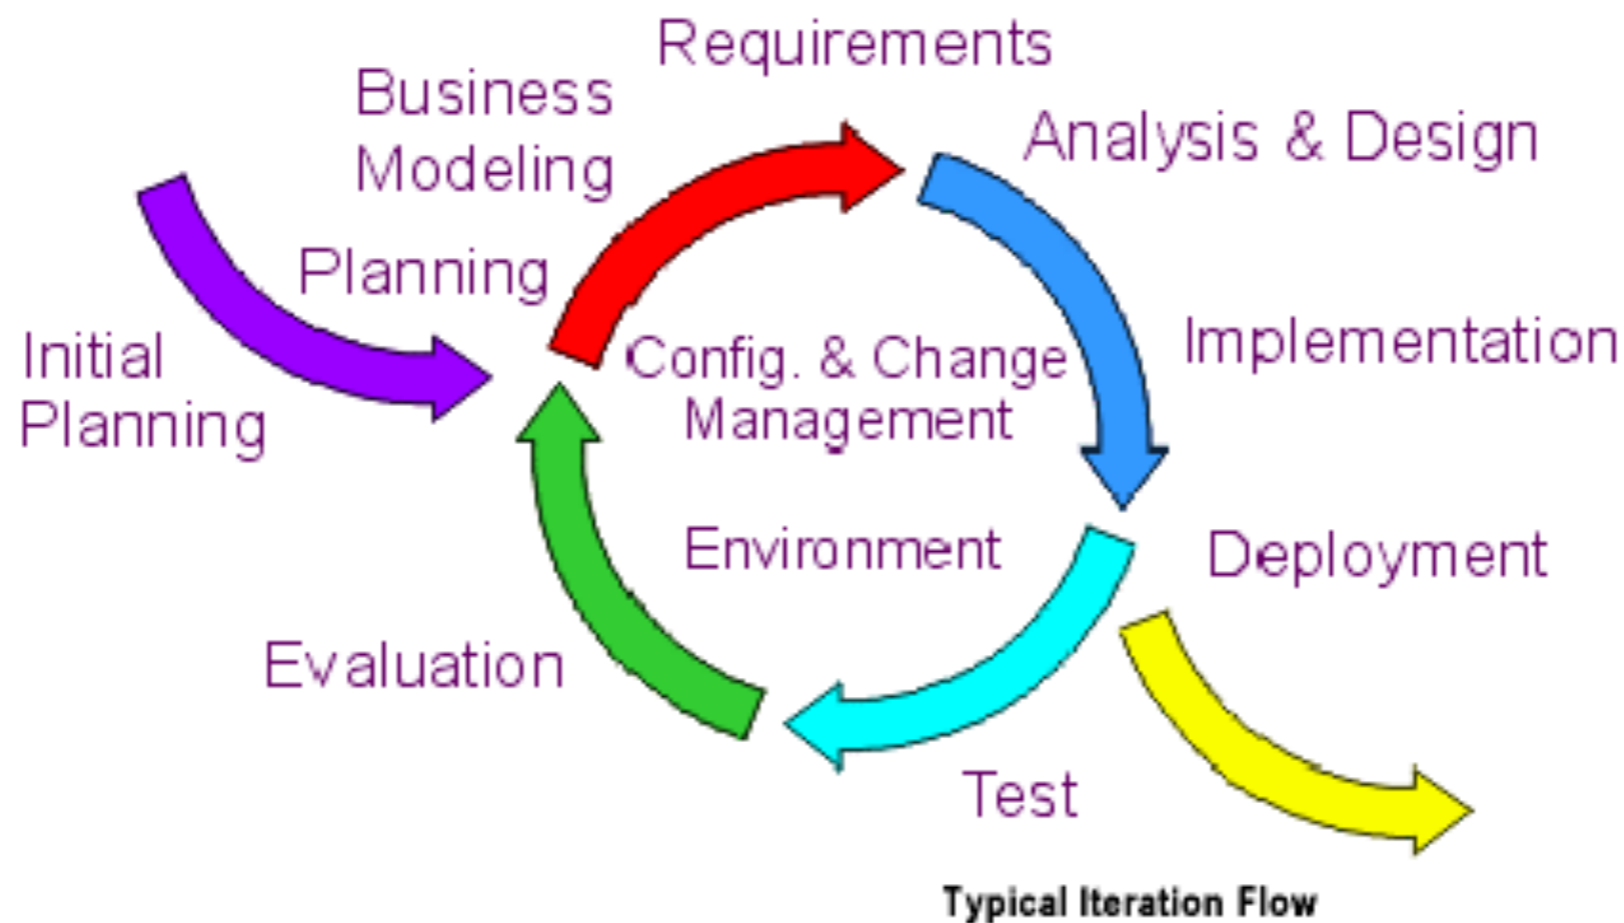 Requirements
Business
Modeling
Analysis & Design
Planning
Initial
Planning
Config. & Change
Management
Implementation
Environment
Deployment
Evaluation
Test
Typical Iteration Flow